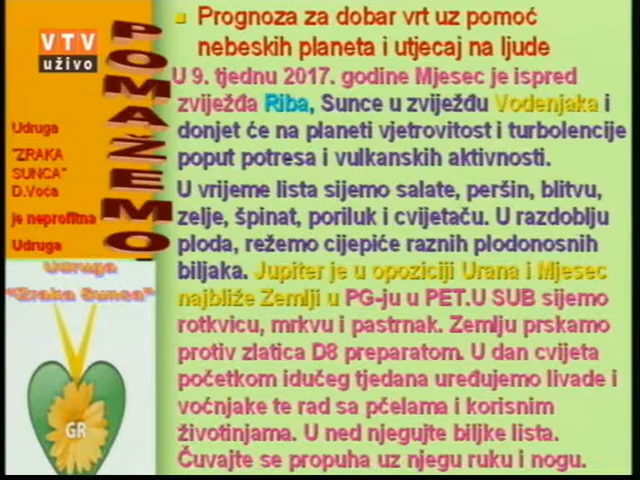 VTV
uživo
POMAŽEMO
Udruga
"ZRAKA
SUNCA"
D.Voća
je neprofitna
Udruga
Udruga
"Zraka Sunca"
GR
Prognoza za dobar vrt uz pomoć
nebeskih planeta i utjecaj na ljude
U 9. tjednu 2017. godine Mjesec je ispred
zviježđa Riba, Sunce u zviježđu Vodenjaka i
donjet će na planeti vjetrovitost i turbolencije
poput potresa i vulkanskih aktivnosti.
U vrijeme lista sijemo salate, peršin, blitvu,
zelje, špinat, poriluk i cvijetaču. U razdoblju
ploda, režemo cijepiće raznih plodonosnih
biljaka. Jupiter je u opoziciji Urana i Mjesec
najbliže Zemlji u PG-ju u PET.U SUB sijemo
rotkvicu, mrkvu i pastrnak. Zemlju prskamo
protiv zlatica D8 preparatom. U dan cvijeta
početkom idućeg tjedana uređujemo livade i
voćnjake te rad sa pčelama i korisnim
životinjama. U ned njegujte biljke lista.
Čuvajte se propuha uz njegu ruku i nogu.